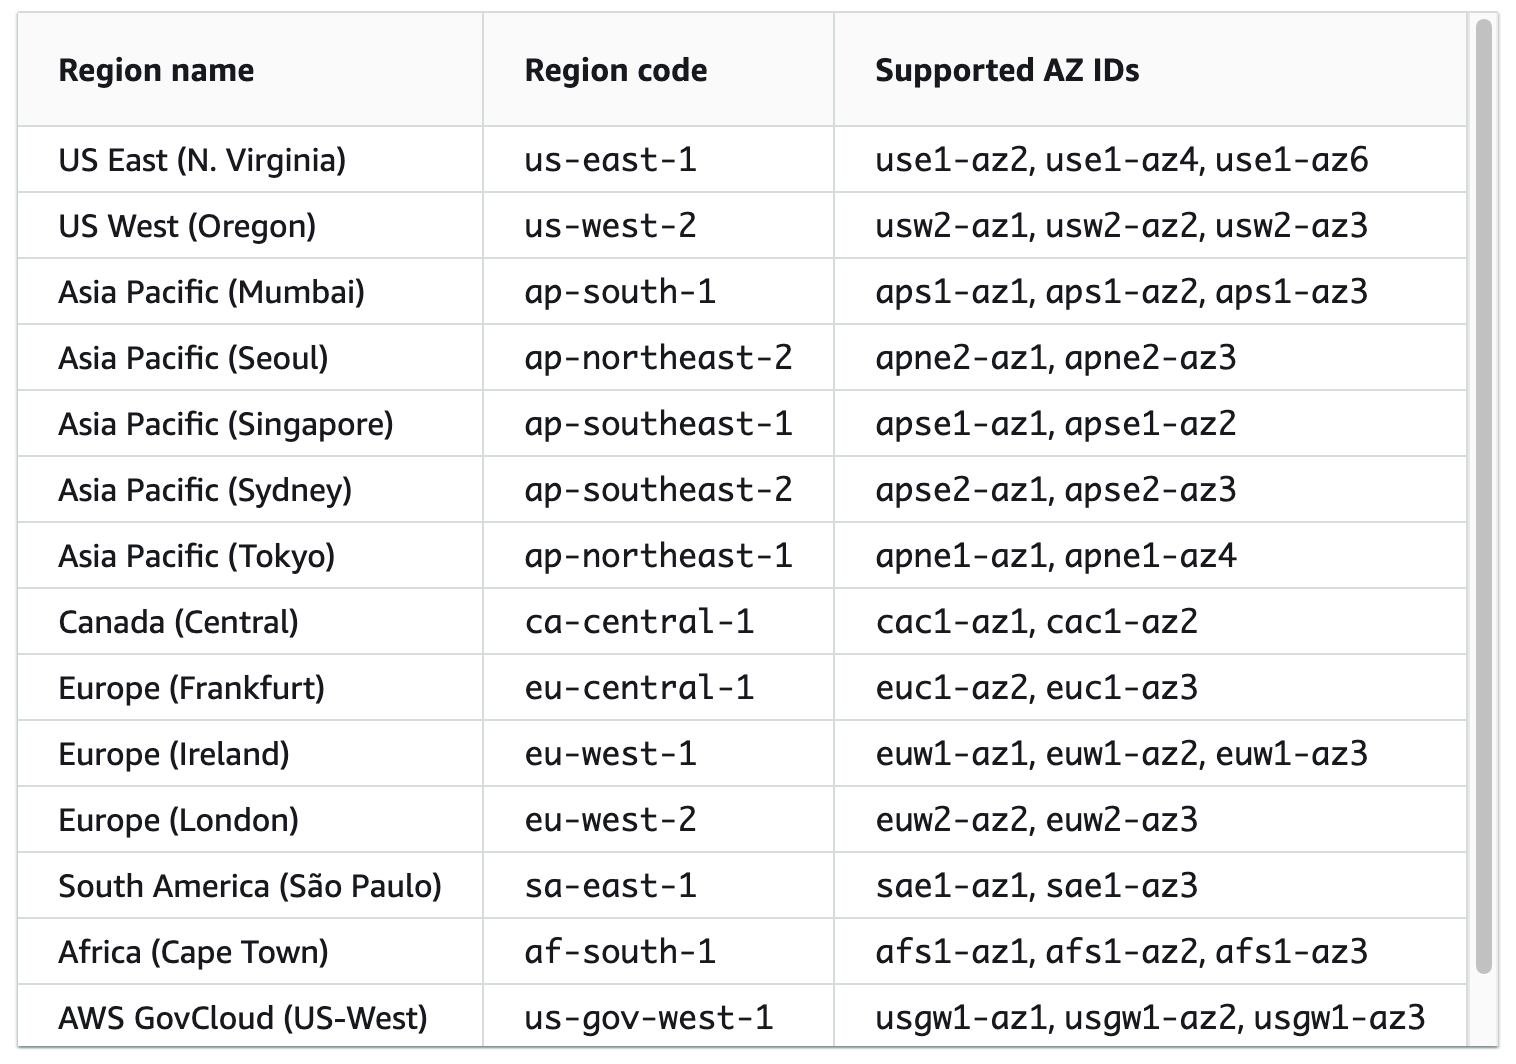 Region name Region code Supported AZ IDs
US East (N. Virginia) us-east-1 use1-az2, use1-az4, use1-az6
US West (Oregon) us-west-2 usw2-az1, usw2-az2, usw2-az3
Asia Pacific (Mumbai) ap-south-1 aps1-az1, aps1-az2, aps1-az3
Asia Pacific (Seoul) ap-northeast-2 apne2-az1, apne2-az3
Asia Pacific (Singapore) ap-southeast-1 apse1-az1, apse1-az2
Asia Pacific (Sydney) ap-southeast-2 apse2-az1, apse2-az3
Asia Pacific (Tokyo) ap-northeast-1 apne1-az1, apne1-az4
Canada (Central) ca-central-1 cac1-az1, cac1-az2
Europe (Frankfurt) eu-central-1 euc1-az2, euc1-az3
Europe (Ireland) eu-west-1 euw1-az1, euw1-az2, euw1-az3
Europe (London) eu-west-2 euw2-az2, euw2-az3
South America (São Paulo) sa-east-1 sae1-az1, sae1-az3
Africa (Cape Town) af-south-1 afs1-az1, afs1-az2, afs1-az3
AWS GovCloud (US-West) us-gov-west-1 usgw1-az1, usgw1-az2, usgw1-az3